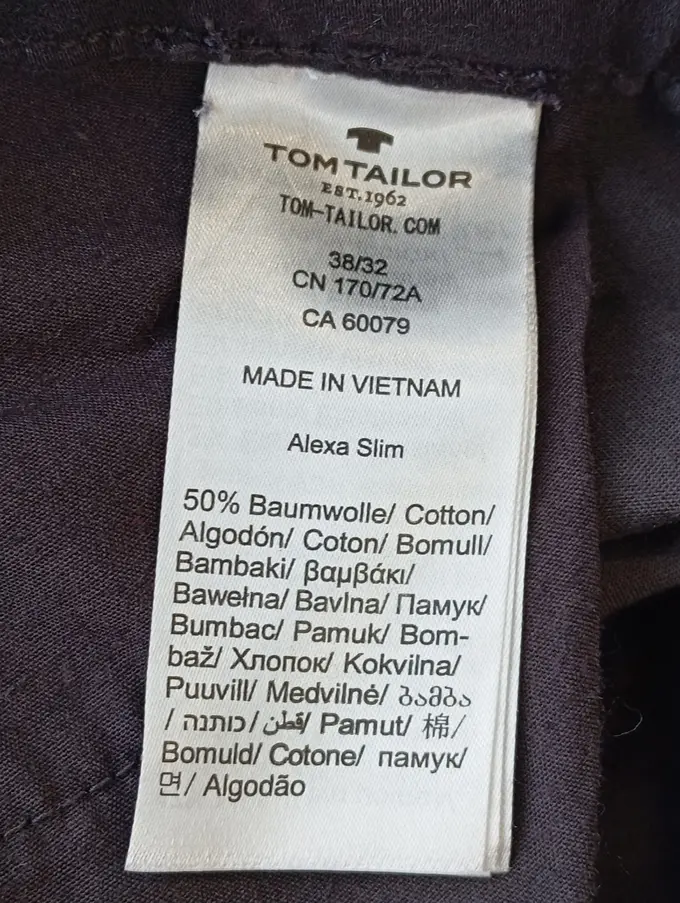 TOM TAILOR
EST.1962
TOM-TAILOR.COM
38/32
CN 170/72A
CA 60079
MADE IN VIETNAM
Alexa Slim
50% Baumwolle/ Cotton/
Algodón/ Coton/ Bomull/
Bambaki/ βαμβάκι/
Bawełna/ Bavlna/ Памук/
Bumbac/ Pamuk/ Bom-
baž/ Хлопок/ Kokvilna/
Puuvill/ Medvilnė/ ბამბა
/ כותנה/ قطن/ Pamut/ 棉/
Bomuld/ Cotone/ памук/
면/ Algodão